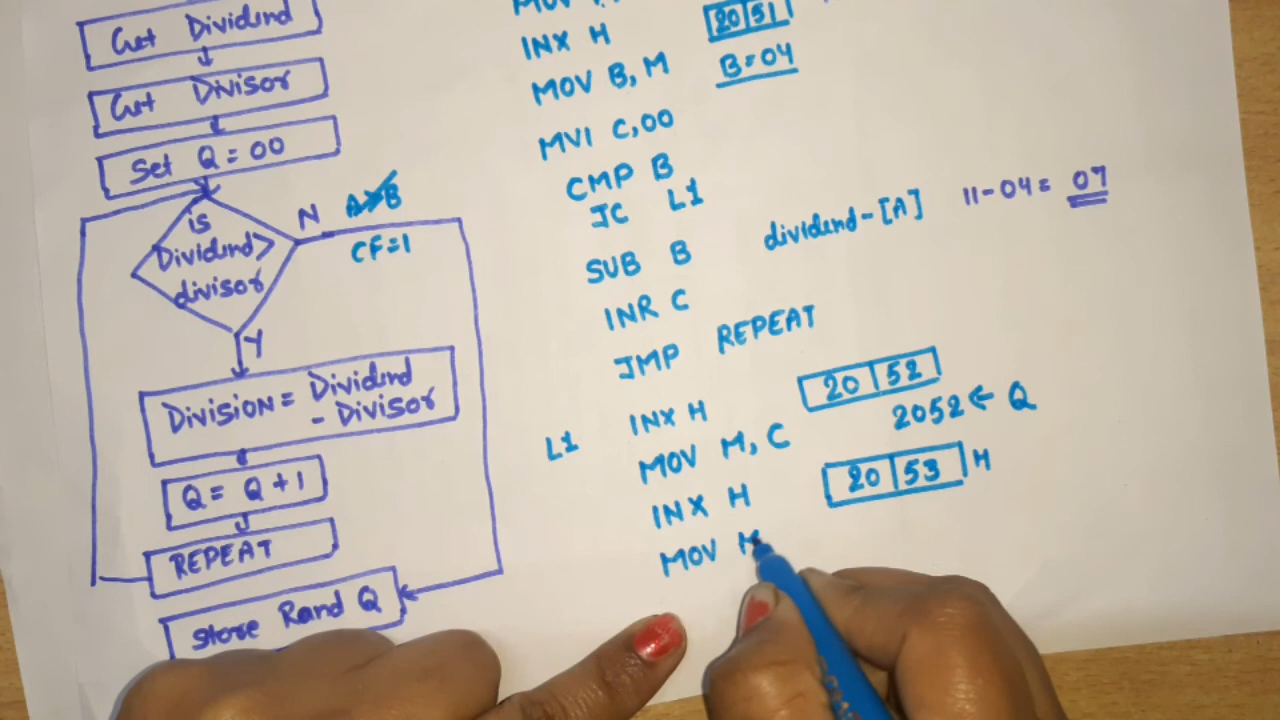 Get Dividend
Get Divisor
Set Q = 00
is
Dividend>
divisor
N
A>B
CF=1
Y
DIVISION = Dividend
- Divisor
Q = Q + 1
REPEAT
Store R and Q
MOV
INX H
20 51
MOV B, M
B=04
MVI C,00
CMP B
JC L1
SUB B
dividend-[A] 11-04= 07
INR C
JMP REPEAT
L1 INX H
20 52
MOV M, C
2052 ← Q
INX H
20 53 H
MOV M